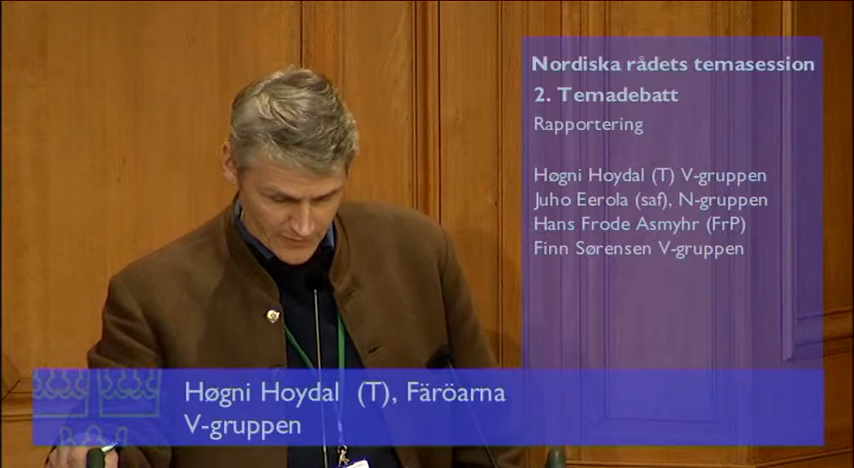 Nordiska rådets temasession
2. Temadebatt
Rapportering
Høgni Hoydal (T) V-gruppen
Juho Eerola (saf), N-gruppen
Hans Frode Asmyhr (FrP)
Finn Sørensen V-gruppen
Høgni Hoydal (T), Färöarna
V-gruppen